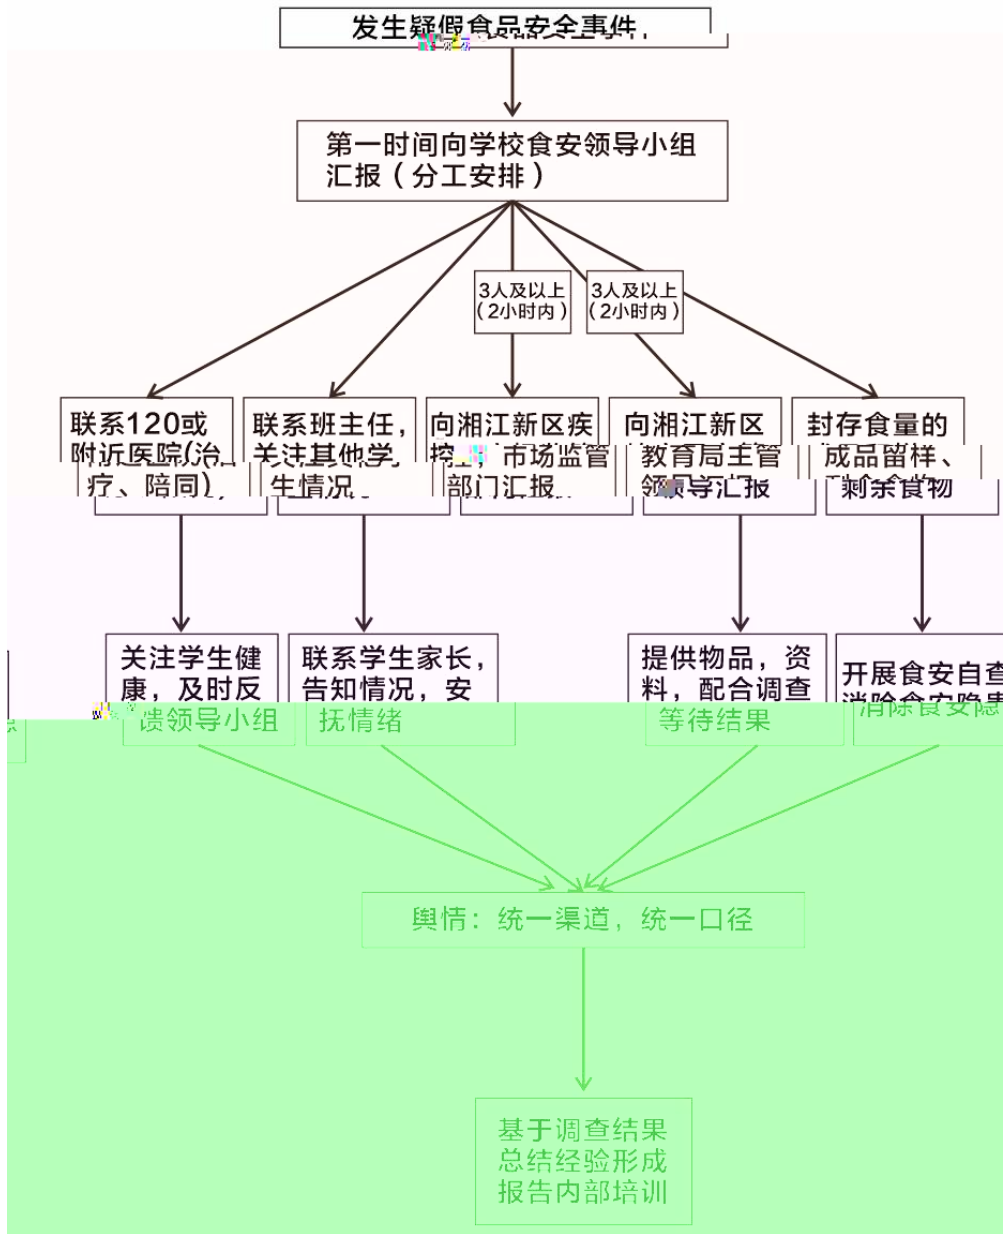 发生疑假食品安全事件
第一时间向学校食安领导小组
汇报（分工安排）
3人及以上
（2小时内）
3人及以上
（2小时内）
联系120或
附近医院(治
疗、陪同)
联系班主任，
关注其他学
生情况。
向湘江新区疾
控 ，市场监管
部门汇报
向湘江新区
教育局主管
领导汇报
封存食量的
成品留样、
剩余食物
关注学生健
康，及时反
馈领导小组
联系学生家长，
告知情况，安
抚情绪
提供物品，资
料，配合调查
等待结果
开展食安自查
消除食安隐患
舆情：统一渠道，统一口径
基于调查结果
总结经验形成
报告内部培训